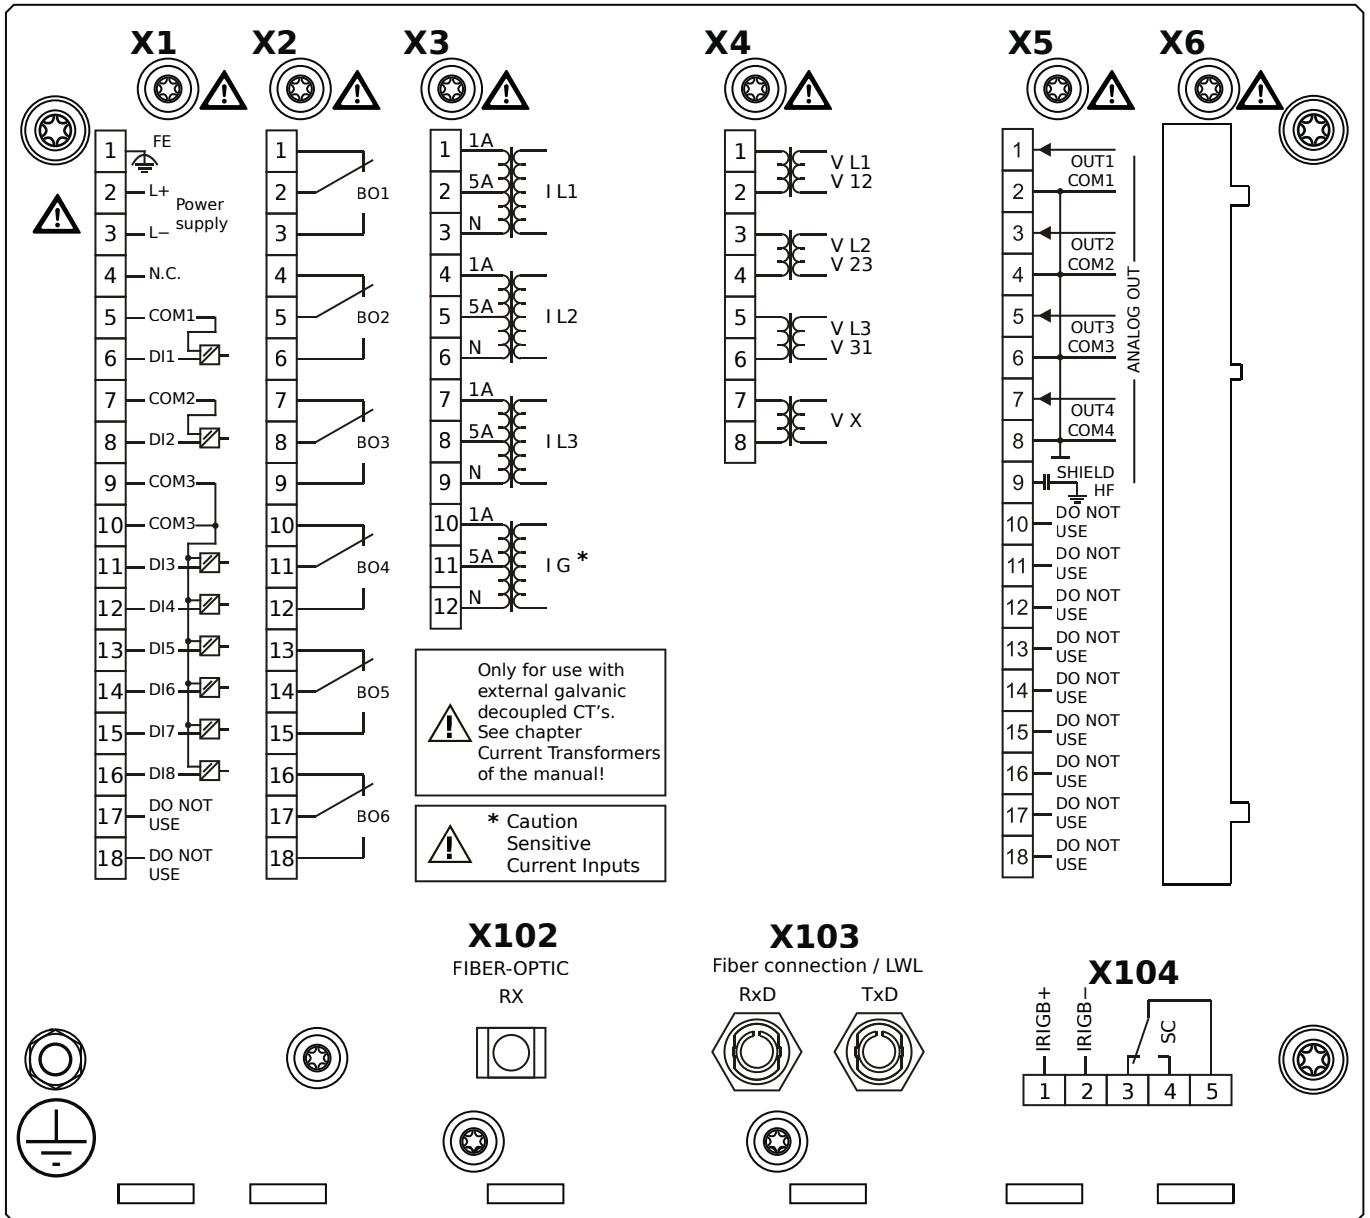 X1
1 FE
2 L+
Power
supply
3 L−
4 N.C.
5 COM1
6 DI1
7 COM2
8 DI2
9 COM3
10 COM3
11 DI3
12 DI4
13 DI5
14 DI6
15 DI7
16 DI8
17 DO NOT
USE
18 DO NOT
USE
X2
1
2 BO1
3
4
5 BO2
6
7
8 BO3
9
10
11 BO4
12
13
14 BO5
15
16
17 BO6
18
X3
1 1A
2 5A I L1
3 N
4 1A
5 5A I L2
6 N
7 1A
8 5A I L3
9 N
10 1A
11 5A I G *
12 N
Only for use with
external galvanic
decoupled CT's.
See chapter
Current Transformers
of the manual!
* Caution
Sensitive
Current Inputs
X4
1 V L1
2 V 12
3 V L2
4 V 23
5 V L3
6 V 31
7
V X
8
X5
1 OUT1
2 COM1
3 OUT2
4 COM2
5 OUT3
6 COM3
7 OUT4
8 COM4
ANALOG OUT
9 SHIELD
HF
10 DO NOT
USE
11 DO NOT
USE
12 DO NOT
USE
13 DO NOT
USE
14 DO NOT
USE
15 DO NOT
USE
16 DO NOT
USE
17 DO NOT
USE
18 DO NOT
USE
X6
X102
FIBER-OPTIC
RX
X103
Fiber connection / LWL
RxD TxD
X104
IRIGB+
IRIGB−
SC
1 2 3 4 5